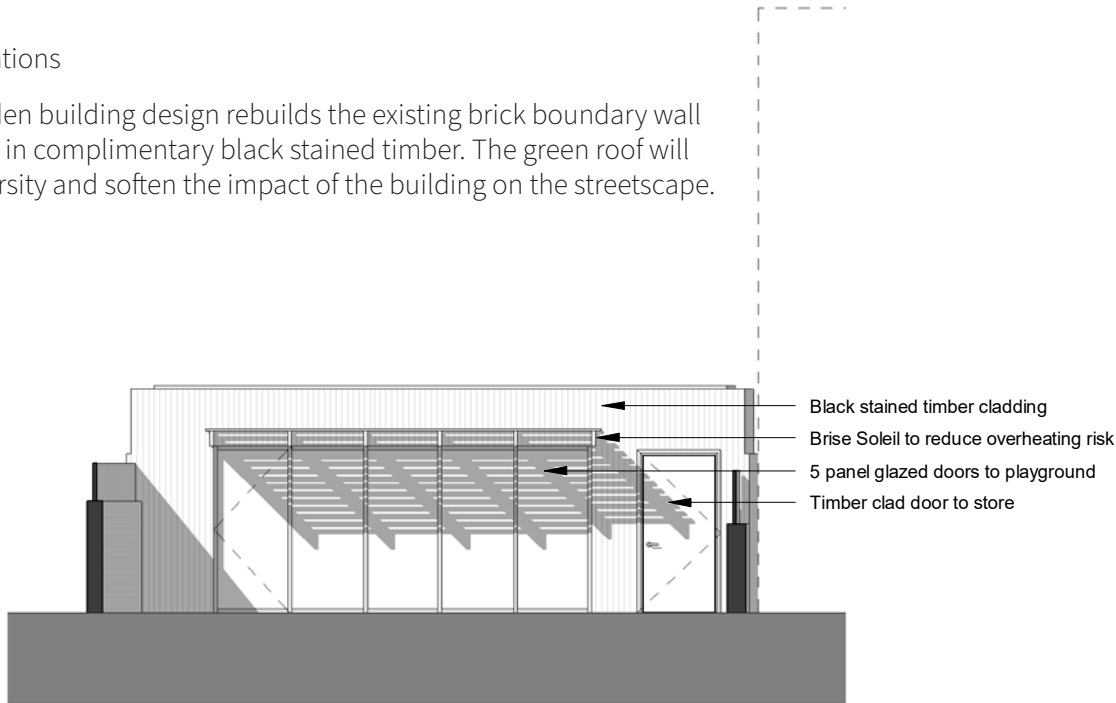 tions
den building design rebuilds the existing brick boundary wall
in complimentary black stained timber. The green roof will
rsity and soften the impact of the building on the streetscape.
Black stained timber cladding
Brise Soleil to reduce overheating risk
5 panel glazed doors to playground
Timber clad door to store